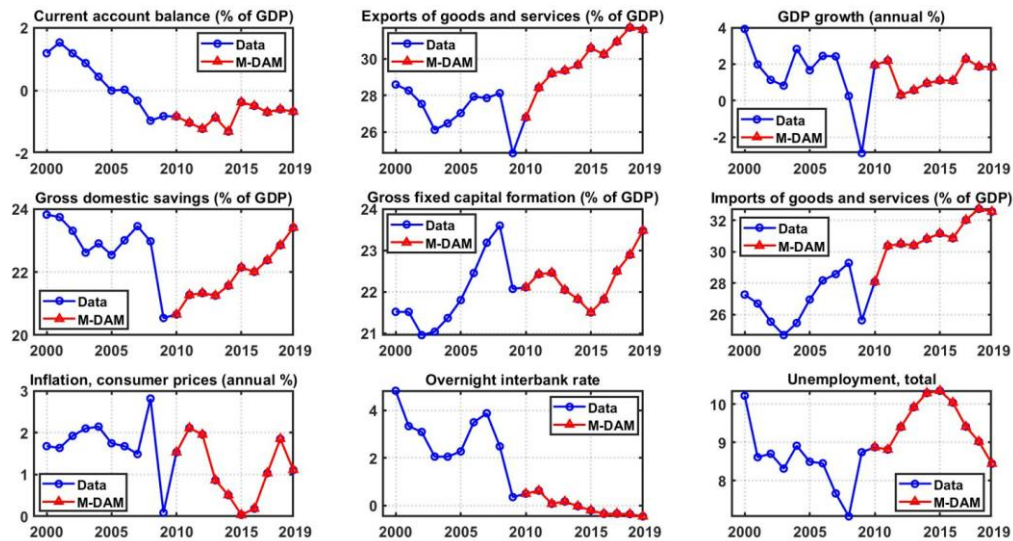 Current account balance (% of GDP)
2
0
-2
2000 2005 2010 2015 2019
Data
M-DAM
Exports of goods and services (% of GDP)
30
28
26
2000 2005 2010 2015 2019
Data
M-DAM
GDP growth (annual %)
4
2
0
-2
2000 2005 2010 2015 2019
Data
M-DAM
Gross domestic savings (% of GDP)
24
22
20
2000 2005 2010 2015 2019
Data
M-DAM
Gross fixed capital formation (% of GDP)
24
23
22
21
2000 2005 2010 2015 2019
Data
M-DAM
Imports of goods and services (% of GDP)
32
30
28
26
2000 2005 2010 2015 2019
Data
M-DAM
Inflation, consumer prices (annual %)
3
2
1
0
2000 2005 2010 2015 2019
Data
M-DAM
Overnight interbank rate
4
2
0
2000 2005 2010 2015 2019
Data
M-DAM
Unemployment, total
10
9
8
2000 2005 2010 2015 2019
Data
M-DAM